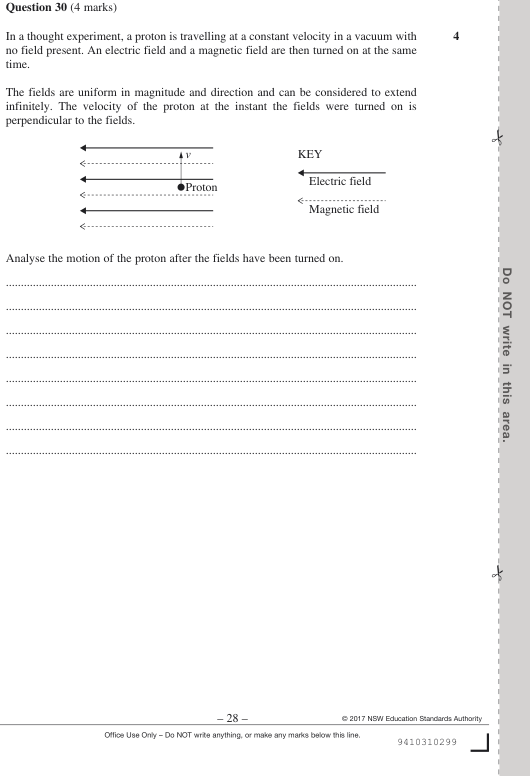 Question 30 (4 marks)
In a thought experiment, a proton is travelling at a constant velocity in a vacuum with 4
no field present. An electric field and a magnetic field are then turned on at the same
time.
The fields are uniform in magnitude and direction and can be considered to extend
infinitely. The velocity of the proton at the instant the fields were turned on is
perpendicular to the fields.
v
Proton
KEY
Electric field
Magnetic field
Analyse the motion of the proton after the fields have been turned on.
Do NOT write in this area.
– 28 –
© 2017 NSW Education Standards Authority
Office Use Only – Do NOT write anything, or make any marks below this line.
9410310299